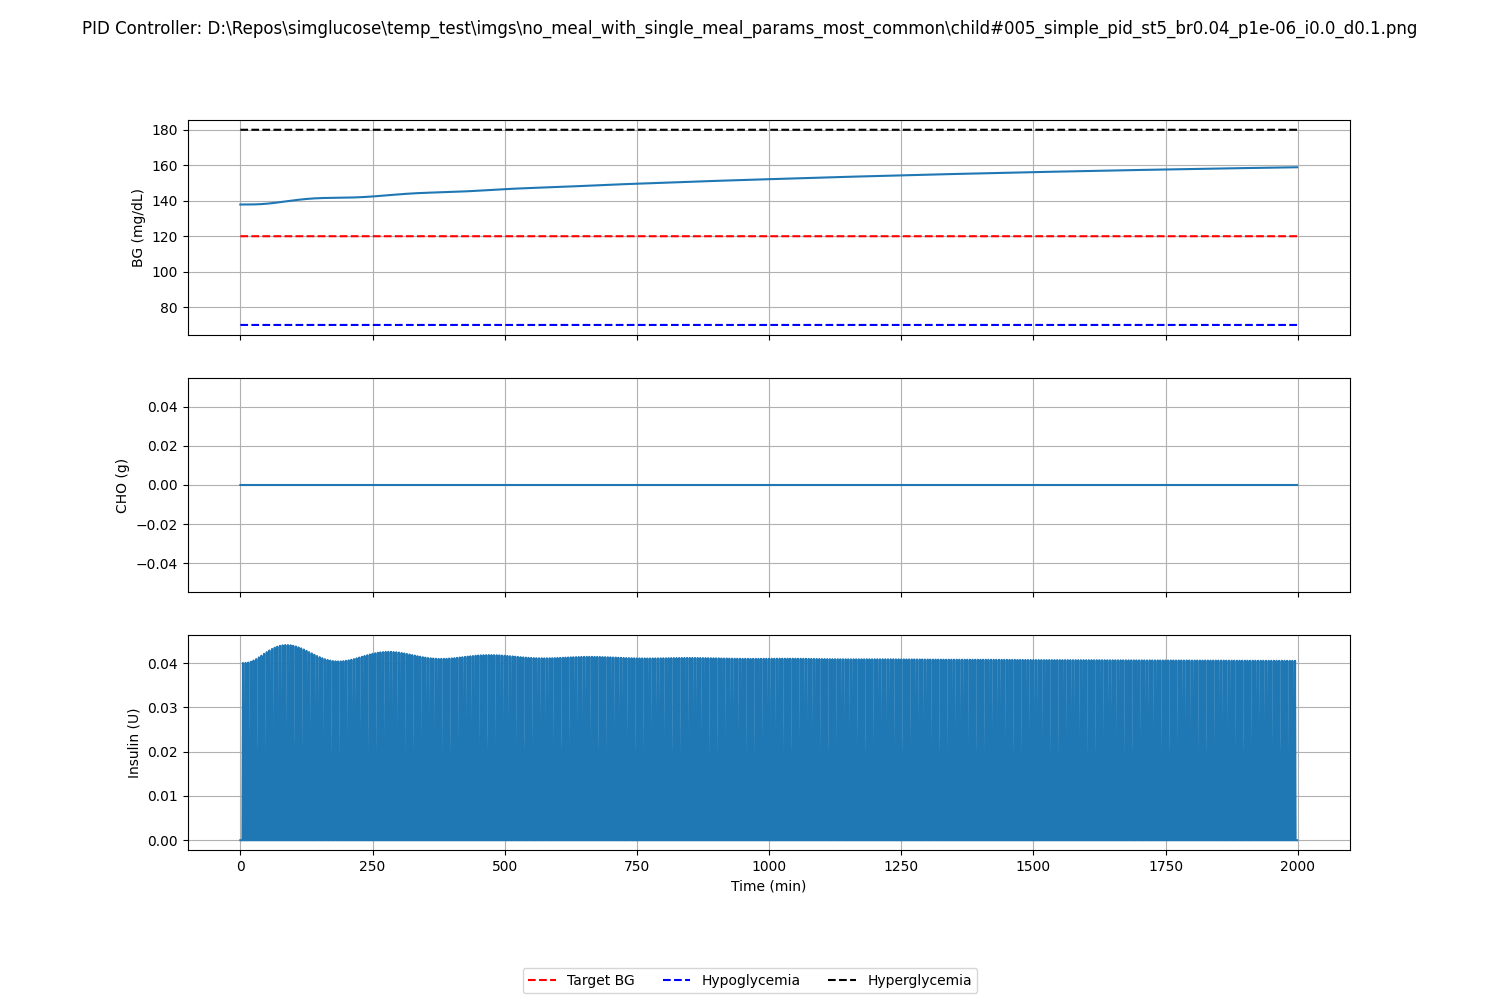 PID Controller: D:\Repos\simglucose\temp_test\imgs\no_meal_with_single_meal_params_most_common\child#005_simple_pid_st5_br0.04_p1e-06_i0.0_d0.1.png
180
160
140
120
100
80
BG (mg/dL)
0.04
0.02
0.00
−0.02
−0.04
CHO (g)
0.04
0.03
0.02
0.01
0.00
Insulin (U)
0 250 500 750 1000 1250 1500 1750 2000
Time (min)
Target BG Hypoglycemia Hyperglycemia